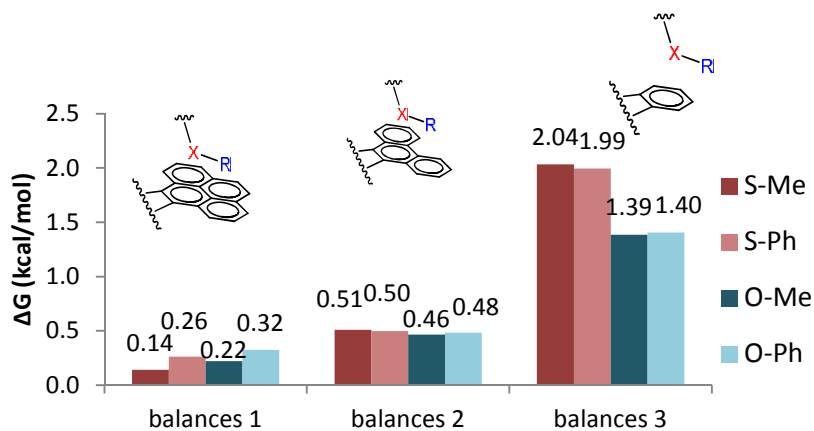 X
R
X
R
X
R
ΔG (kcal/mol)
2.5
2.0
1.5
1.0
0.5
0.0
0.14
0.26
0.22
0.32
0.51
0.50
0.46
0.48
2.04
1.99
1.39
1.40
balances 1
balances 2
balances 3
S-Me
S-Ph
O-Me
O-Ph